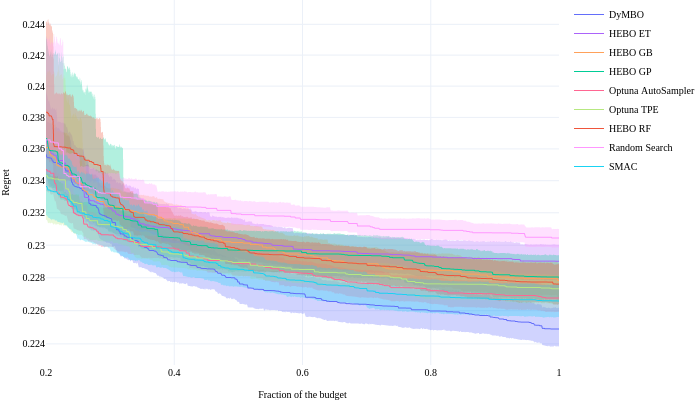 DyMBO
HEBO ET
HEBO GB
HEBO GP
Optuna AutoSampler
Optuna TPE
HEBO RF
Random Search
SMAC
0.244
0.242
0.24
0.238
0.236
0.234
0.232
0.23
0.228
0.226
0.224
Regret
0.2 0.4 0.6 0.8 1
Fraction of the budget